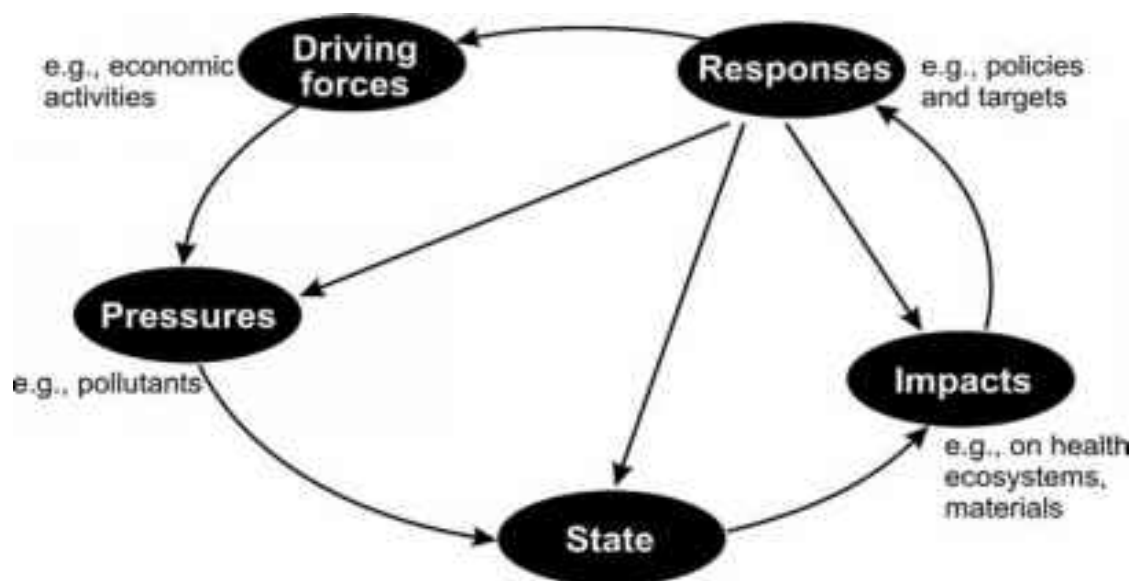 Driving
forces
e.g., economic
activities
Responses
e.g., policies
and targets
Pressures
e.g., pollutants
Impacts
e.g., on health
ecosystems,
materials
State